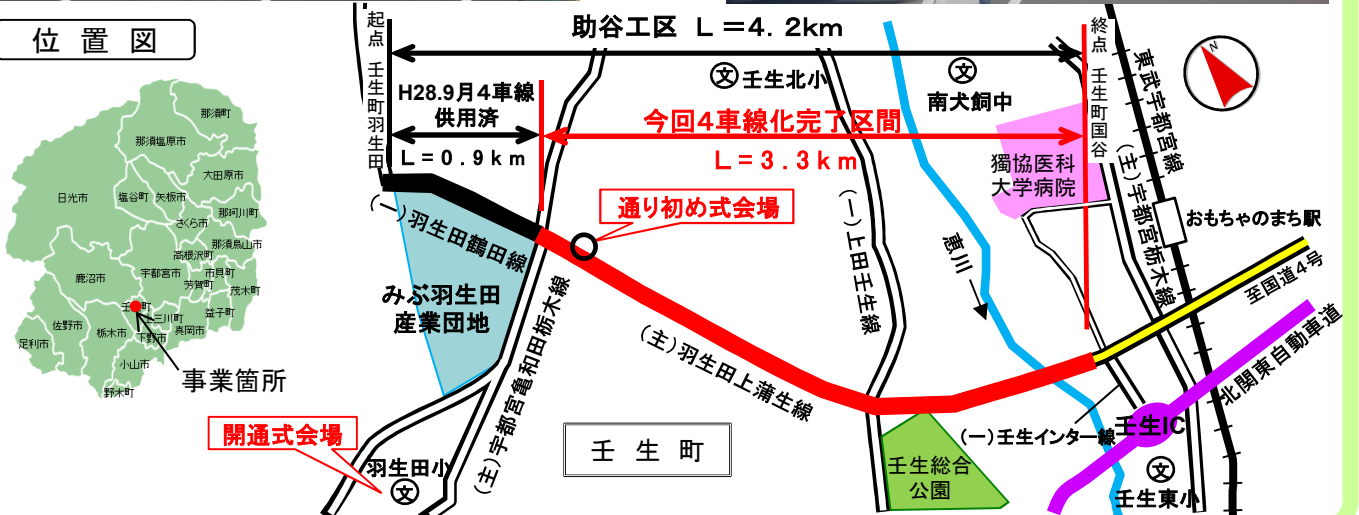 位置図
那須町
那須塩原市
大田原市
日光市
塩谷町
矢板市
さくら市
那珂川町
那須烏山市
高根沢町
鹿沼市
宇都宮市
市貝町
芳賀町
茂木町
益子町
真岡市
上三川町
下野市
栃木市
佐野市
足利市
小山市
野木町
事業箇所
起点 壬生町羽生田
助谷工区 L=4.2km
終点 壬生町国谷
H28.9月4車線
供用済
L=0.9km
今回4車線化完了区間
L=3.3km
文 壬生北小
文
南犬飼中
獨協医科
大学病院
東武宇都宮線
(主)宇都宮栃木線
おもちゃのまち駅
至国道4号
北関東自動車道
N
(一)羽生田鶴田線
通り初め式会場
みぶ羽生田
産業団地
(主)宇都宮亀和田栃木線
(主)羽生田上蒲生線
(一)上田壬生線
恵川
開通式会場
羽生田小
文
壬生町
壬生総合
公園
(一)壬生インター線
壬生IC
文
壬生東小